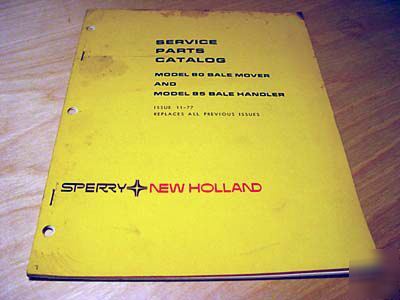 SERVICE
PARTS
CATALOG
MODEL 80 BALE MOVER
AND
MODEL 85 BALE HANDLER
ISSUE 11-77
REPLACES ALL PREVIOUS ISSUES
SPERRY NEW HOLLAND